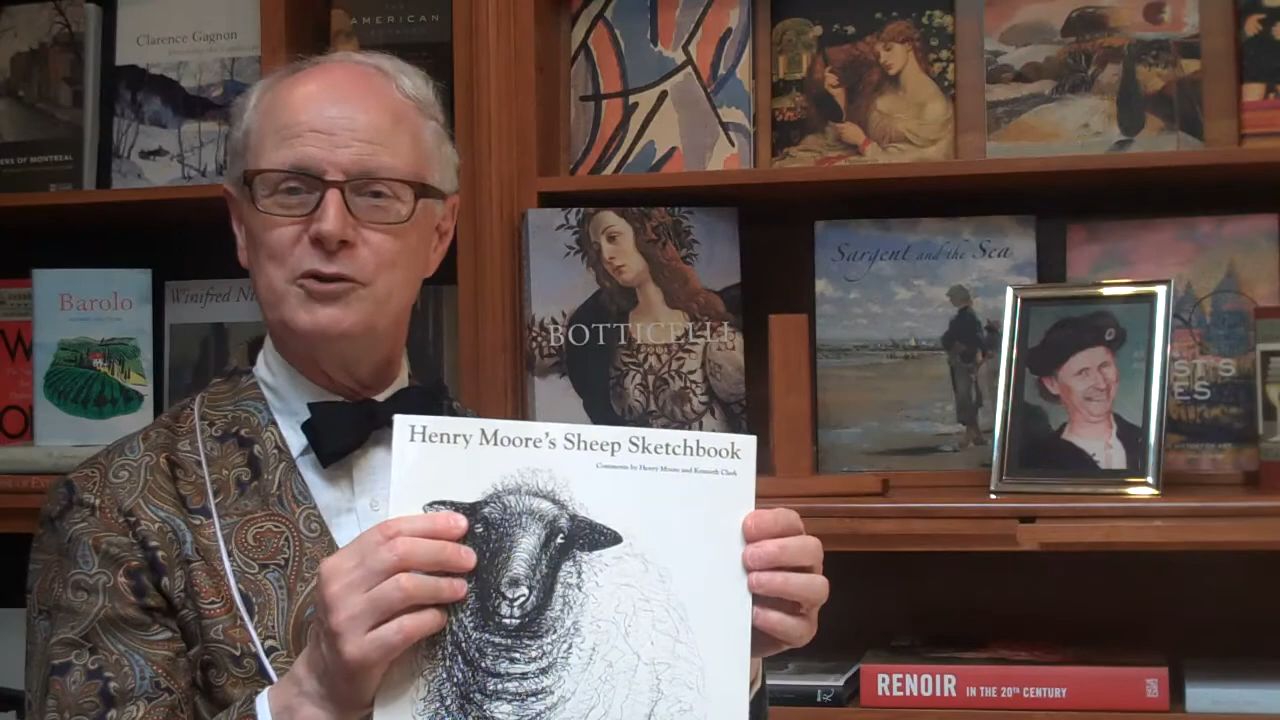 THE
AMERICAN
Clarence Gagnon
OF MONTREAL
Barolo
Winifred
BOTTICELLI
Sargent and the Sea
Henry Moore's Sheep Sketchbook
Comments by Henry Moore and Kenneth Clark
RENOIR IN THE 20TH CENTURY